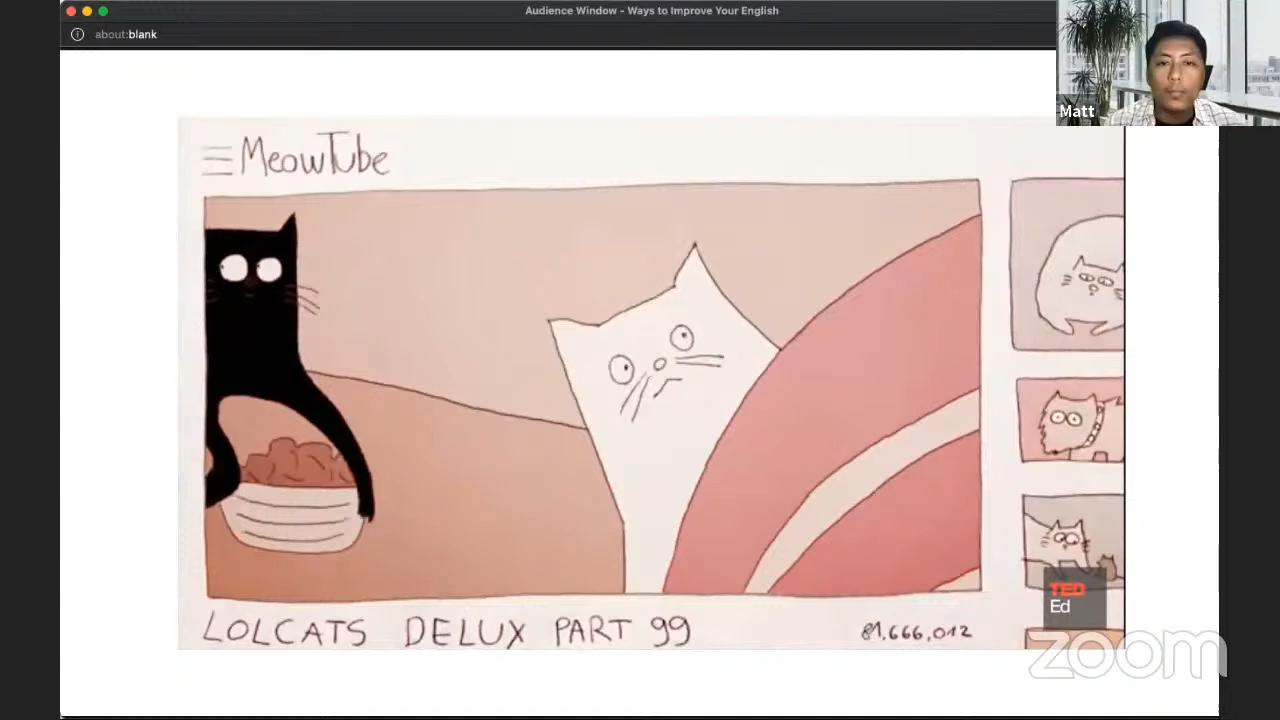 Audience Window - Ways to Improve Your English
about:blank
Matt
MeowTube
LOLCATS DELUX PART 99
81,666,012
TED
Ed
zoom